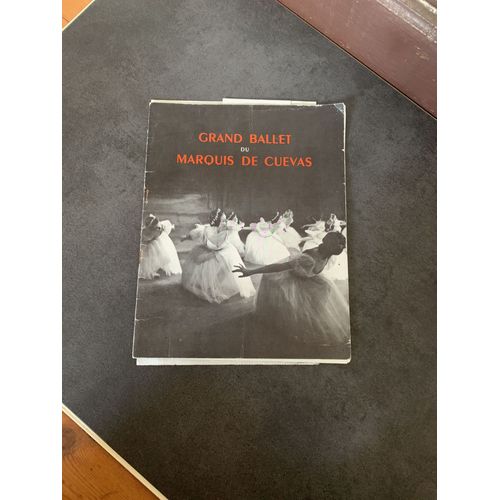 GRAND BALLET
DU
MARQUIS DE CUEVAS